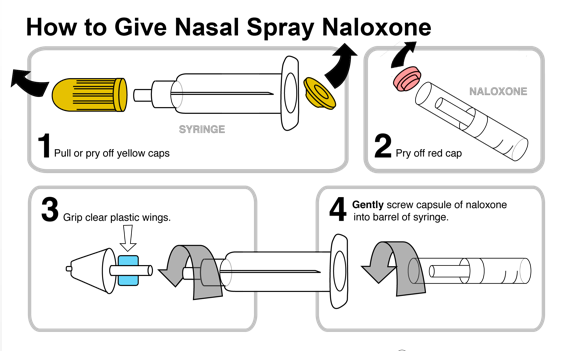 How to Give Nasal Spray Naloxone
SYRINGE
1 Pull or pry off yellow caps
NALOXONE
2 Pry off red cap
3 Grip clear plastic wings.
4 Gently screw capsule of naloxone
into barrel of syringe.